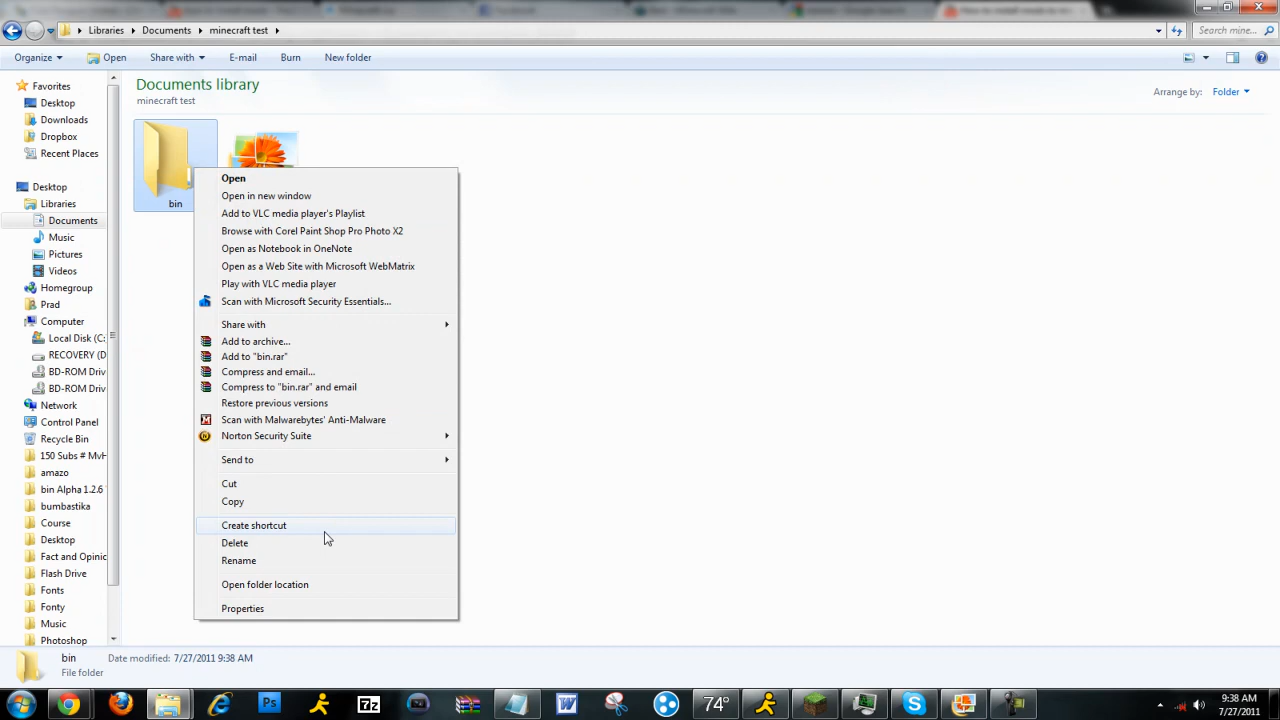 Libraries Documents minecraft test
Search mine...
Organize Open Share with E-mail Burn New folder
Documents library
minecraft test
Arrange by: Folder
Favorites
Desktop
Downloads
Dropbox
Recent Places
Desktop
Libraries
Documents
Music
Pictures
Videos
Homegroup
Prad
Computer
Local Disk (C:
RECOVERY (D
BD-ROM Driv
BD-ROM Driv
Network
Control Panel
Recycle Bin
150 Subs # MvH
amazo
bin Alpha 1.2.6
bumbastika
Course
Desktop
Fact and Opinic
Flash Drive
Fonts
Fonty
Music
Photoshop
bin
Open
Open in new window
Add to VLC media player's Playlist
Browse with Corel Paint Shop Pro Photo X2
Open as Notebook in OneNote
Open as a Web Site with Microsoft WebMatrix
Play with VLC media player
Scan with Microsoft Security Essentials...
Share with
Add to archive...
Add to "bin.rar"
Compress and email...
Compress to "bin.rar" and email
Restore previous versions
Scan with Malwarebytes' Anti-Malware
Norton Security Suite
Send to
Cut
Copy
Create shortcut
Delete
Rename
Open folder location
Properties
bin Date modified: 7/27/2011 9:38 AM
File folder
Ps
7z
W
74°
9:38 AM
7/27/2011